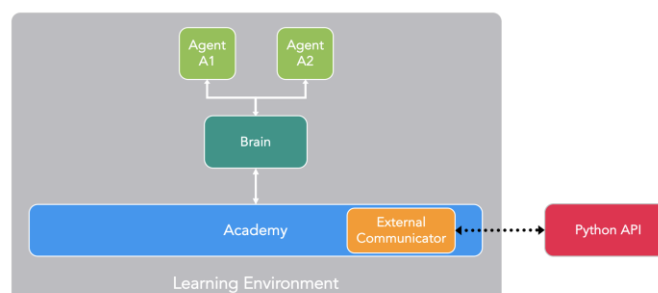 Agent
A1
Agent
A2
Brain
Academy
External
Communicator
Python API
Learning Environment